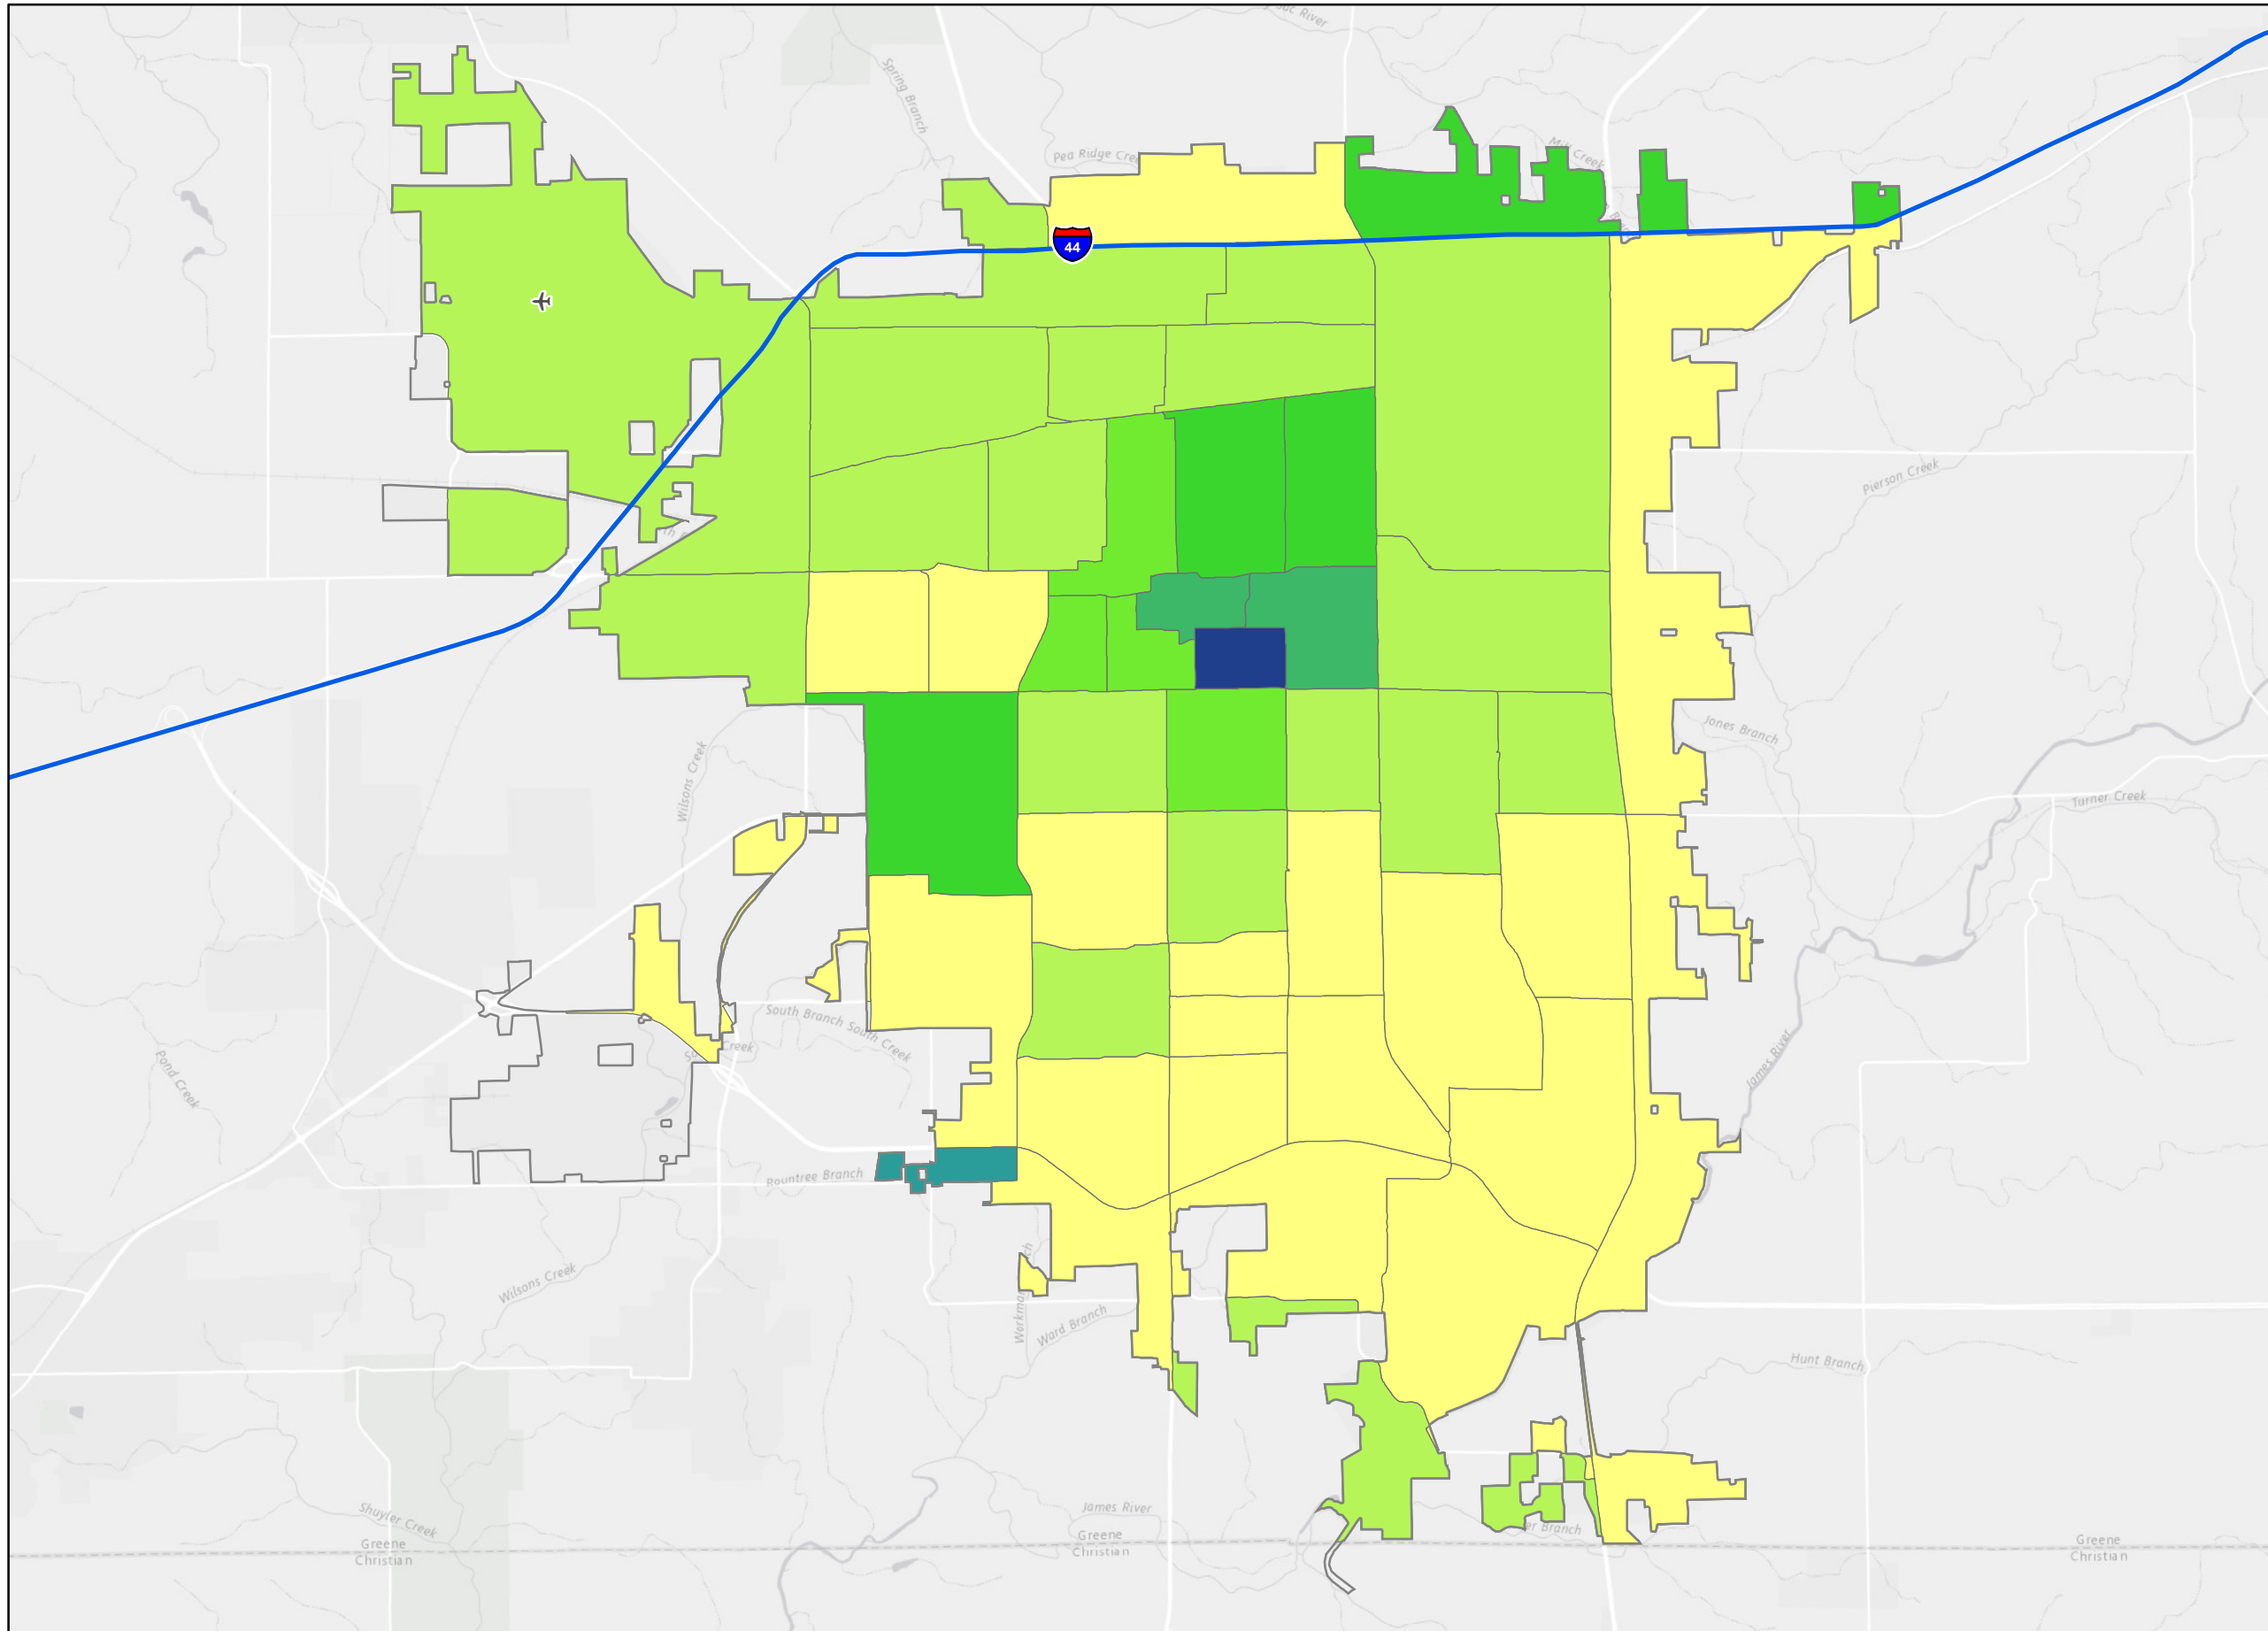 Spring Branch
Pea Ridge
44
Pierson Creek
Jones Branch
Turner Creek
Wilsons Creek
South Branch South Creek
Creek
James River
Pond Creek
Rountree Branch
Wilsons Creek
Ward Branch
Hunt Branch
Shuyler Creek
James River
Branch
Greene
Christian
Greene
Christian
Greene
Christian